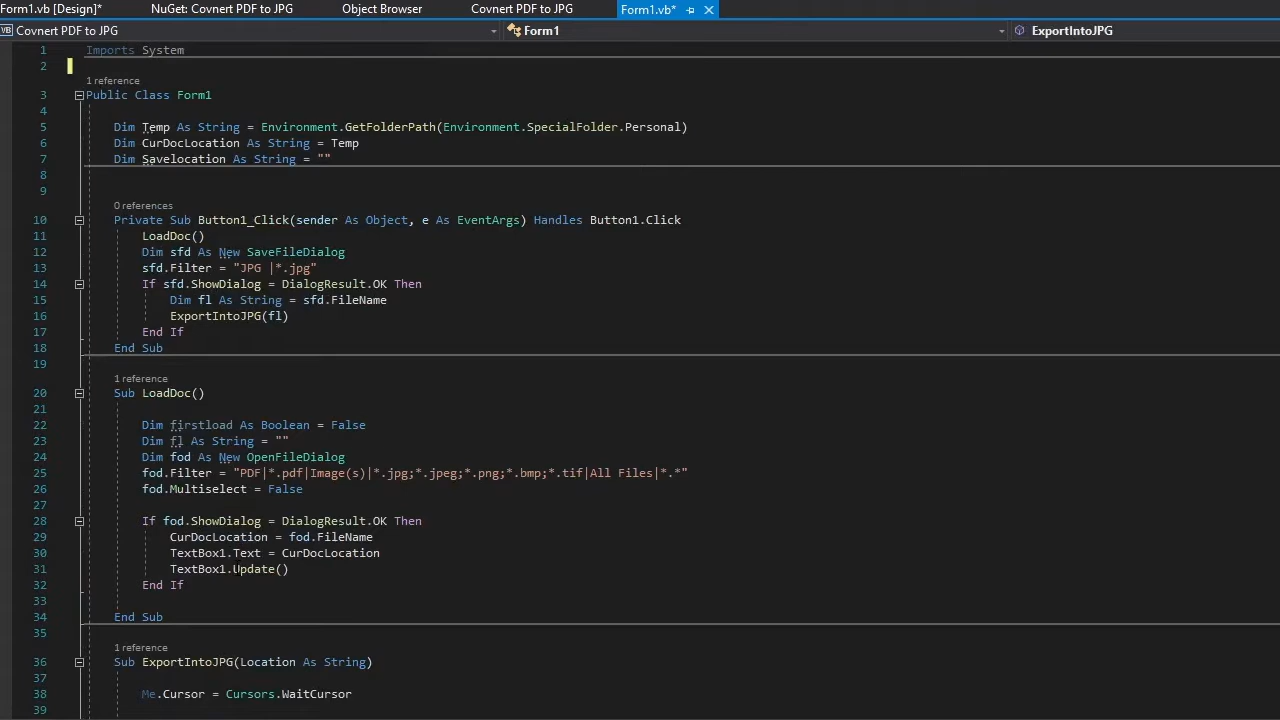 Form1.vb [Design]* NuGet: Covnert PDF to JPG Object Browser Covnert PDF to JPG Form1.vb*
VB Covnert PDF to JPG Form1 ExportIntoJPG
1 Imports System
2
1 reference
3 Public Class Form1
4
5 Dim Temp As String = Environment.GetFolderPath(Environment.SpecialFolder.Personal)
6 Dim CurDocLocation As String = Temp
7 Dim Savelocation As String = ""
8
9
0 references
10 Private Sub Button1_Click(sender As Object, e As EventArgs) Handles Button1.Click
11 LoadDoc()
12 Dim sfd As New SaveFileDialog
13 sfd.Filter = "JPG |*.jpg"
14 If sfd.ShowDialog = DialogResult.OK Then
15 Dim fl As String = sfd.FileName
16 ExportIntoJPG(fl)
17 End If
18 End Sub
19
1 reference
20 Sub LoadDoc()
21
22 Dim firstload As Boolean = False
23 Dim fl As String = ""
24 Dim fod As New OpenFileDialog
25 fod.Filter = "PDF|*.pdf|Image(s)|*.jpg;*.jpeg;*.png;*.bmp;*.tif|All Files|*.*"
26 fod.Multiselect = False
27
28 If fod.ShowDialog = DialogResult.OK Then
29 CurDocLocation = fod.FileName
30 TextBox1.Text = CurDocLocation
31 TextBox1.Update()
32 End If
33
34 End Sub
35
1 reference
36 Sub ExportIntoJPG(Location As String)
37
38 Me.Cursor = Cursors.WaitCursor
39